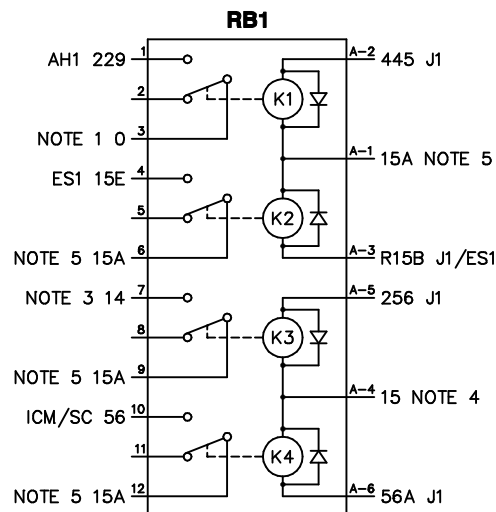 RB1
AH1 229 1 A-2 445 J1
2 K1
NOTE 1 0 3
A-1 15A NOTE 5
ES1 15E 4
5 K2
NOTE 5 15A 6 A-3 R15B J1/ES1
NOTE 3 14 7 A-5 256 J1
8 K3
NOTE 5 15A 9
A-4 15 NOTE 4
ICM/SC 56 10
11 K4
NOTE 5 15A 12 A-6 56A J1